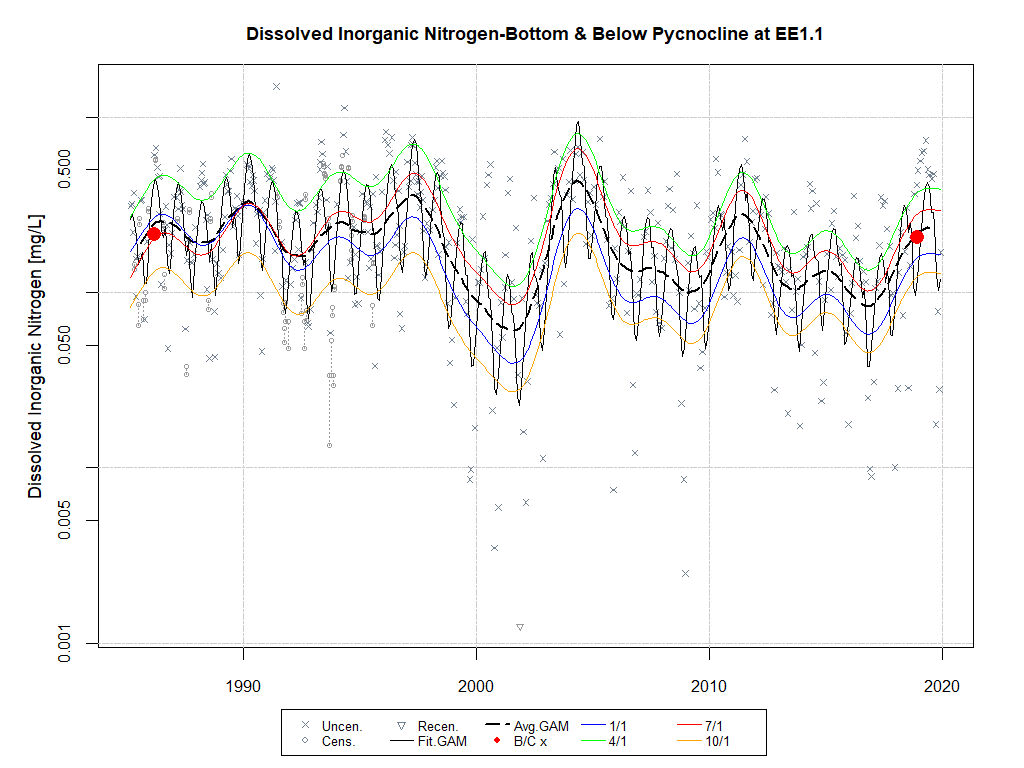 Dissolved Inorganic Nitrogen-Bottom & Below Pycnocline at EE1.1
Dissolved Inorganic Nitrogen [mg/L]
0.500
0.050
0.005
0.001
1990 2000 2010 2020
Uncen. Recen. Avg.GAM 1/1 7/1
Cens. Fit.GAM B/C x 4/1 10/1